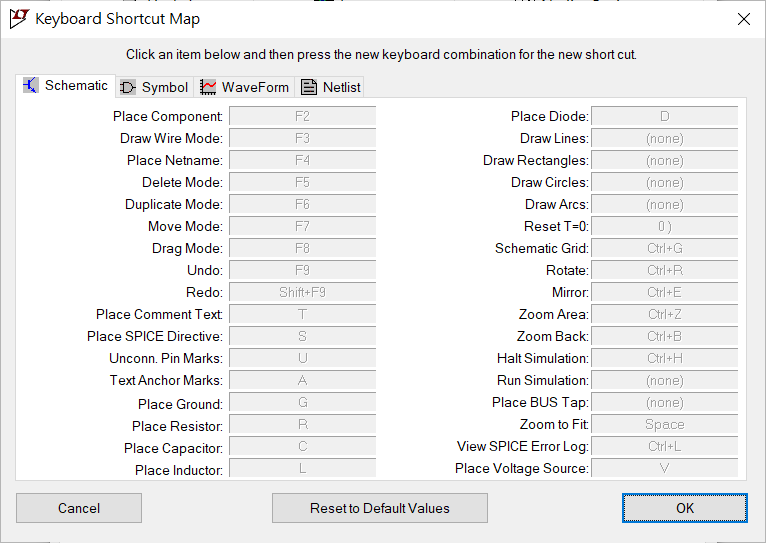 Keyboard Shortcut Map
Click an item below and then press the new keyboard combination for the new short cut.
Schematic Symbol WaveForm Netlist
Place Component: F2
Draw Wire Mode: F3
Place Netname: F4
Delete Mode: F5
Duplicate Mode: F6
Move Mode: F7
Drag Mode: F8
Undo: F9
Redo: Shift+F9
Place Comment Text: T
Place SPICE Directive: S
Unconn. Pin Marks: U
Text Anchor Marks: A
Place Ground: G
Place Resistor: R
Place Capacitor: C
Place Inductor: L
Place Diode: D
Draw Lines: (none)
Draw Rectangles: (none)
Draw Circles: (none)
Draw Arcs: (none)
Reset T=0: 0 )
Schematic Grid: Ctrl+G
Rotate: Ctrl+R
Mirror: Ctrl+E
Zoom Area: Ctrl+Z
Zoom Back: Ctrl+B
Halt Simulation: Ctrl+H
Run Simulation: (none)
Place BUS Tap: (none)
Zoom to Fit: Space
View SPICE Error Log: Ctrl+L
Place Voltage Source: V
Cancel Reset to Default Values OK